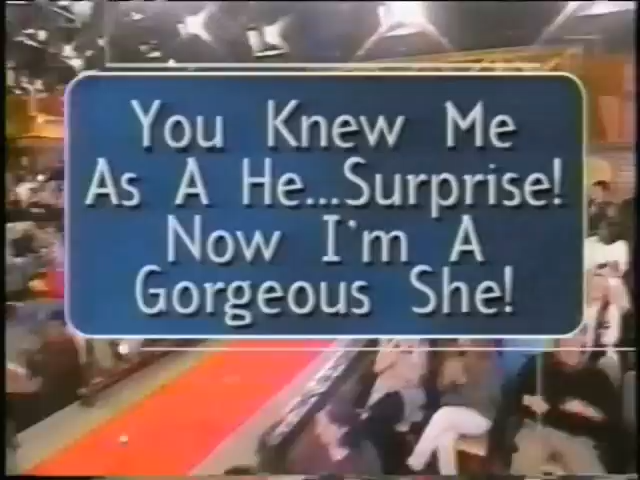 You Knew Me
As A He...Surprise!
Now I'm A
Gorgeous She!